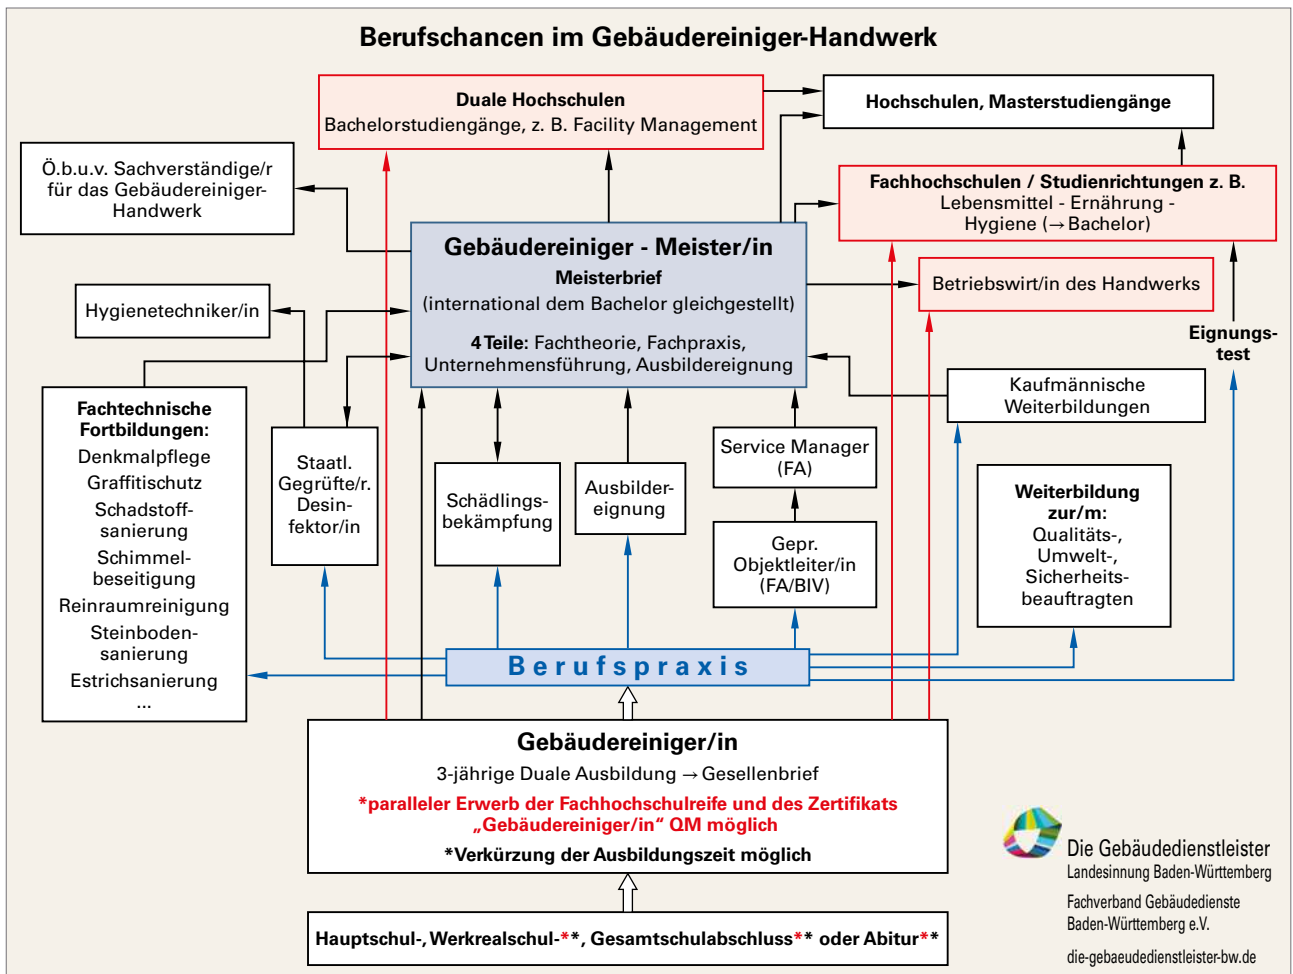 Berufschancen im Gebäudereiniger-Handwerk
Duale Hochschulen
Bachelorstudiengänge, z. B. Facility Management
Hochschulen, Masterstudiengänge
Ö.b.u.v. Sachverständige/r
für das Gebäudereiniger-
Handwerk
Fachhochschulen / Studienrichtungen z. B.
Lebensmittel - Ernährung -
Hygiene (→ Bachelor)
Gebäudereiniger - Meister/in
Meisterbrief
(international dem Bachelor gleichgestellt)
4 Teile: Fachtheorie, Fachpraxis,
Unternehmensführung, Ausbildereignung
Betriebswirt/in des Handwerks
Hygienetechniker/in
Eignungs-
test
Kaufmännische
Weiterbildungen
Fachtechnische
Fortbildungen:
Denkmalpflege
Graffitischutz
Schadstoff-
sanierung
Schimmel-
beseitigung
Reinraumreinigung
Steinboden-
sanierung
Estrichsanierung
...
Staatl.
Gegrüfte/r.
Desin-
fektor/in
Schädlings-
bekämpfung
Ausbilder-
eignung
Service Manager
(FA)
Gepr.
Objektleiter/in
(FA/BIV)
Weiterbildung
zur/m:
Qualitäts-,
Umwelt-,
Sicherheits-
beauftragten
Berufspraxis
Gebäudereiniger/in
3-jährige Duale Ausbildung → Gesellenbrief
*paralleler Erwerb der Fachhochschulreife und des Zertifikats
„Gebäudereiniger/in“ QM möglich
*Verkürzung der Ausbildungszeit möglich
Hauptschul-, Werkrealschul-**, Gesamtschulabschluss** oder Abitur**
Die Gebäudedienstleister
Landesinnung Baden-Württemberg
Fachverband Gebäudedienste
Baden-Württemberg e.V.
die-gebaeudedienstleister-bw.de